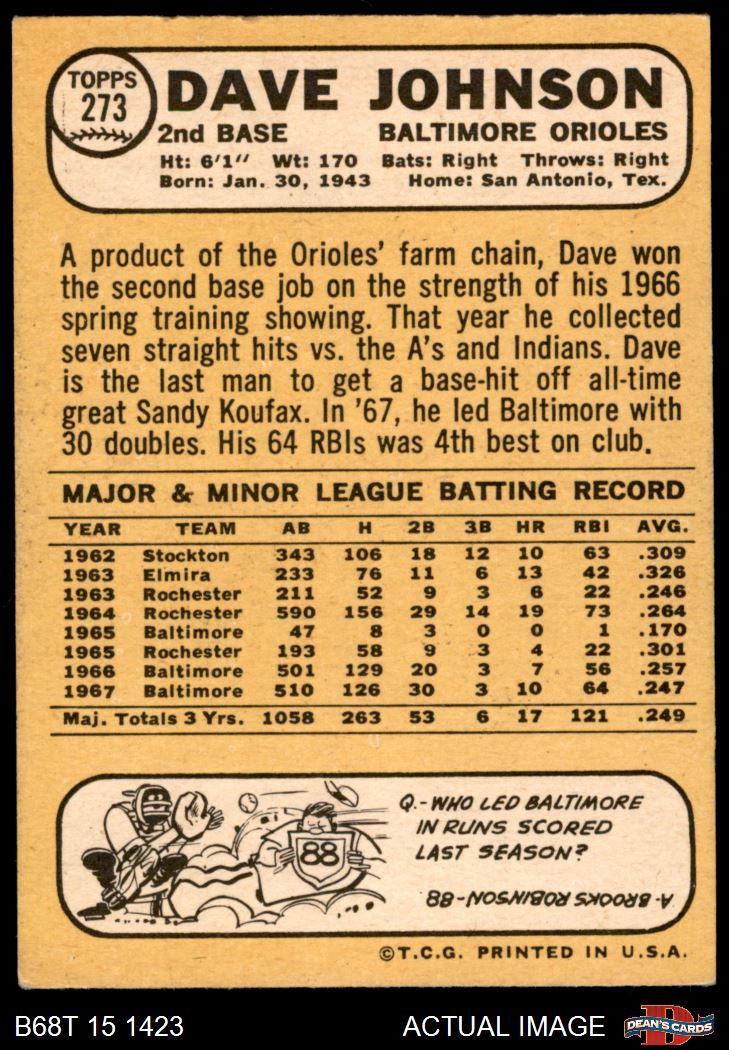 TOPPS
273
DAVE JOHNSON
2nd BASE BALTIMORE ORIOLES
Ht: 6'1" Wt: 170 Bats: Right Throws: Right
Born: Jan. 30, 1943 Home: San Antonio, Tex.
A product of the Orioles' farm chain, Dave won
the second base job on the strength of his 1966
spring training showing. That year he collected
seven straight hits vs. the A's and Indians. Dave
is the last man to get a base-hit off all-time
great Sandy Koufax. In '67, he led Baltimore with
30 doubles. His 64 RBIs was 4th best on club.
MAJOR & MINOR LEAGUE BATTING RECORD
YEAR TEAM AB H 2B 3B HR RBI AVG.
1962 Stockton 343 106 18 12 10 63 .309
1963 Elmira 233 76 11 6 13 42 .326
1963 Rochester 211 52 9 3 6 22 .246
1964 Rochester 590 156 29 14 19 73 .264
1965 Baltimore 47 8 3 0 0 1 .170
1965 Rochester 193 58 9 3 4 22 .301
1966 Baltimore 501 129 20 3 7 56 .257
1967 Baltimore 510 126 30 3 10 64 .247
Maj. Totals 3 Yrs. 1058 263 53 6 17 121 .249
88
Q.-WHO LED BALTIMORE
IN RUNS SCORED
LAST SEASON?
A-BROOKS ROBINSON-88
©T.C.G. PRINTED IN U.S.A.
B68T 15 1423 ACTUAL IMAGE
D
DEAN'S CARDS